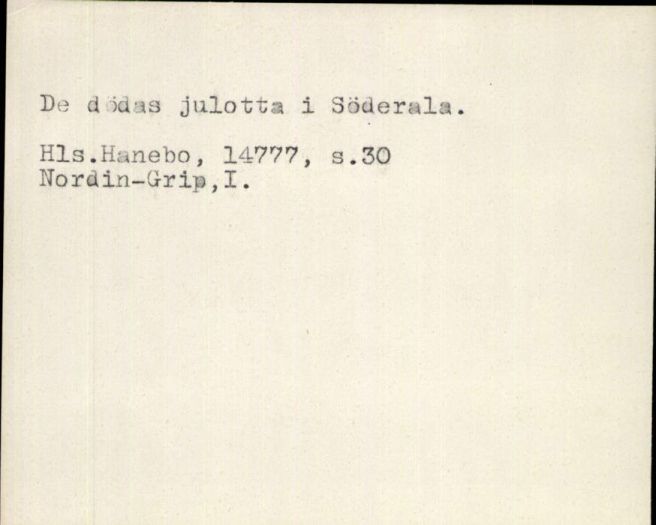 De dödas julotta i Söderala.
Hls.Hanebo, 14777, s.30
Nordin-Grip,I.